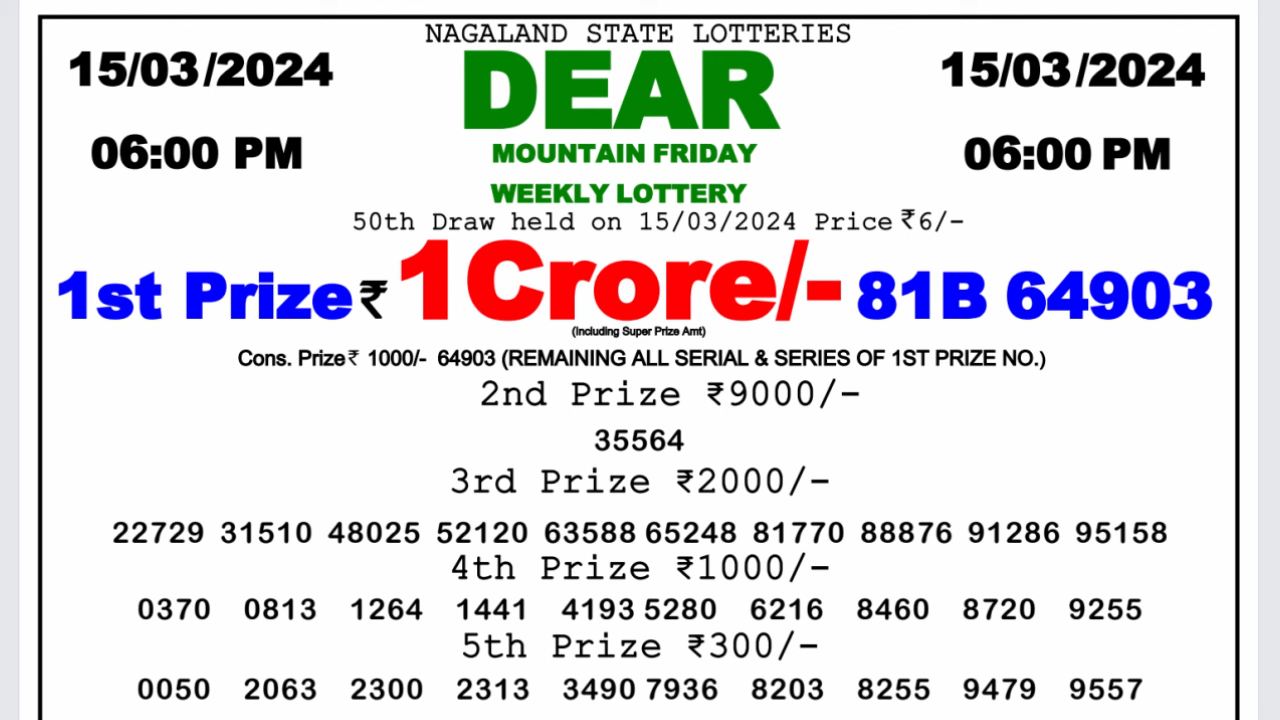 NAGALAND STATE LOTTERIES
15/03/2024 DEAR 15/03/2024
06:00 PM MOUNTAIN FRIDAY 06:00 PM
WEEKLY LOTTERY
50th Draw held on 15/03/2024 Price ₹6/-
1st Prize ₹ 1Crore/- 81B 64903
(Including Super Prize Amt)
Cons. Prize ₹ 1000/- 64903 (REMAINING ALL SERIAL & SERIES OF 1ST PRIZE NO.)
2nd Prize ₹9000/-
35564
3rd Prize ₹2000/-
22729 31510 48025 52120 63588 65248 81770 88876 91286 95158
4th Prize ₹1000/-
0370 0813 1264 1441 4193 5280 6216 8460 8720 9255
5th Prize ₹300/-
0050 2063 2300 2313 3490 7936 8203 8255 9479 9557